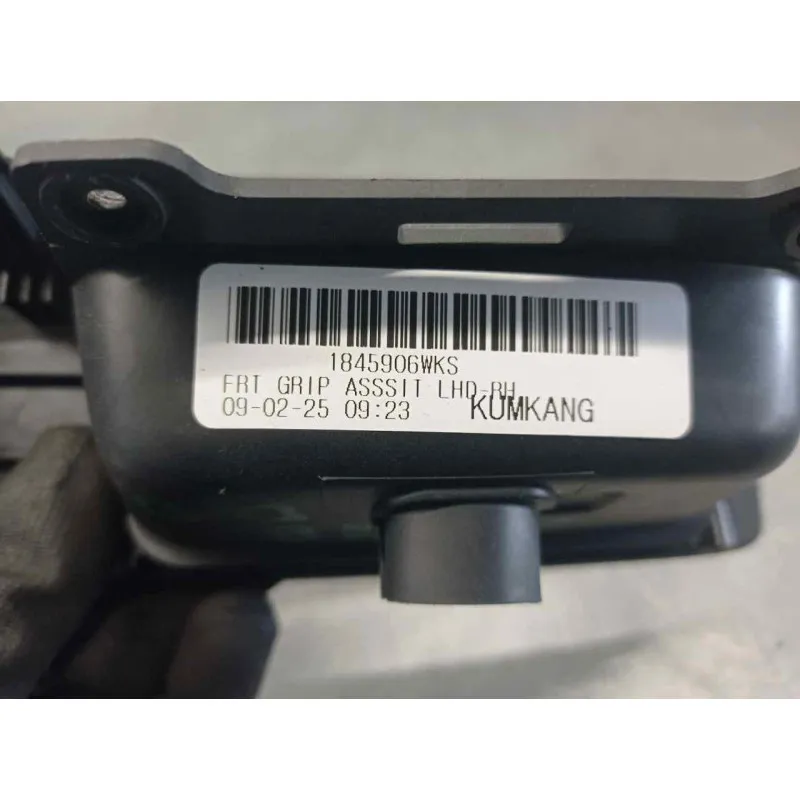 1845906WKS
FRT GRIP ASSSIT LHD-RH
09-02-25 09:23 KUMKANG